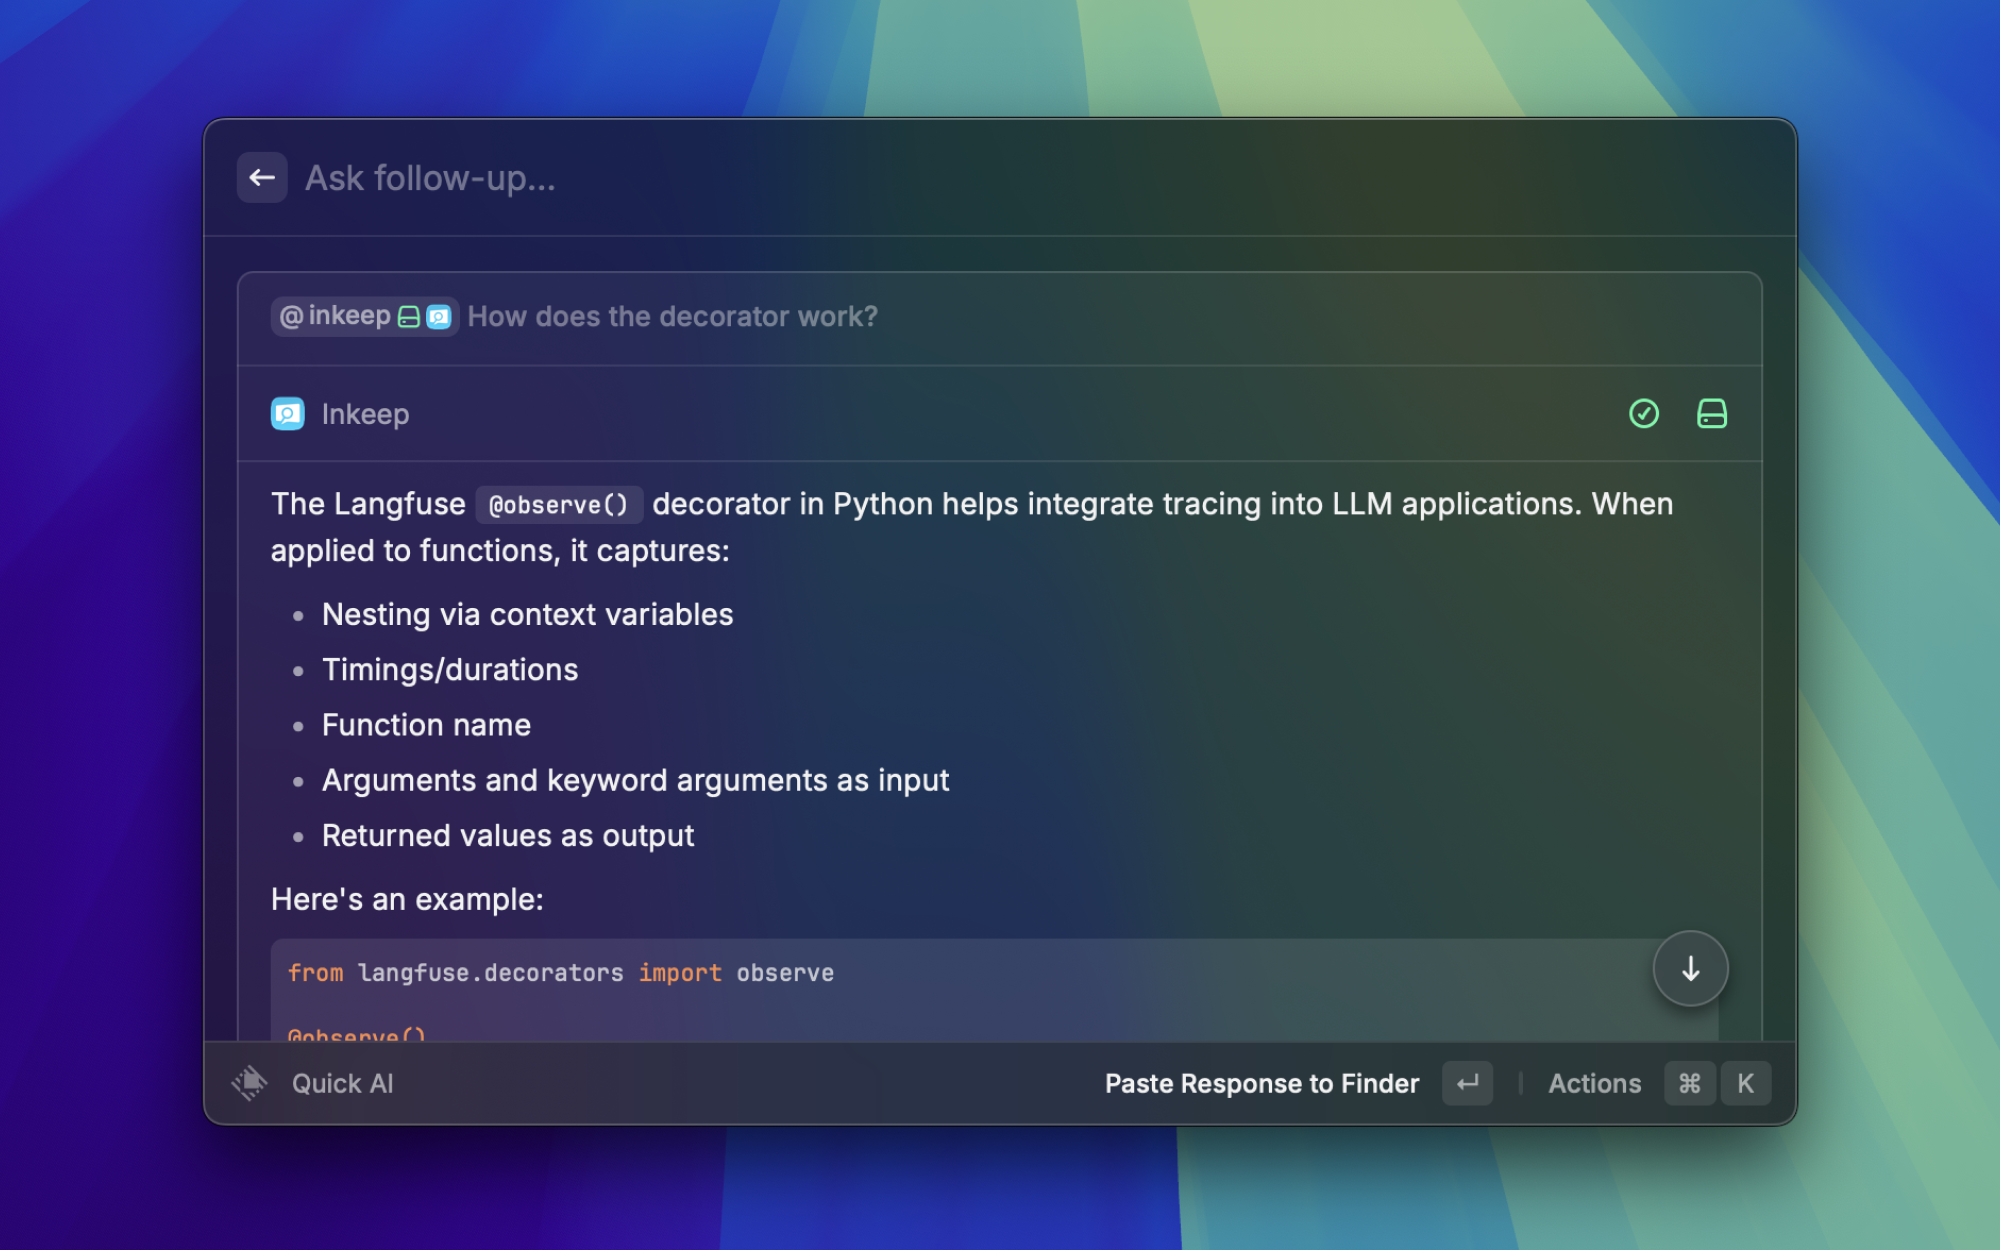 Ask follow-up...
@inkeep How does the decorator work?
Inkeep
The Langfuse @observe() decorator in Python helps integrate tracing into LLM applications. When
applied to functions, it captures:
Nesting via context variables
Timings/durations
Function name
Arguments and keyword arguments as input
Returned values as output
Here's an example:
from langfuse.decorators import observe
@observe()
Quick AI
Paste Response to Finder ↵ | Actions ⌘ K